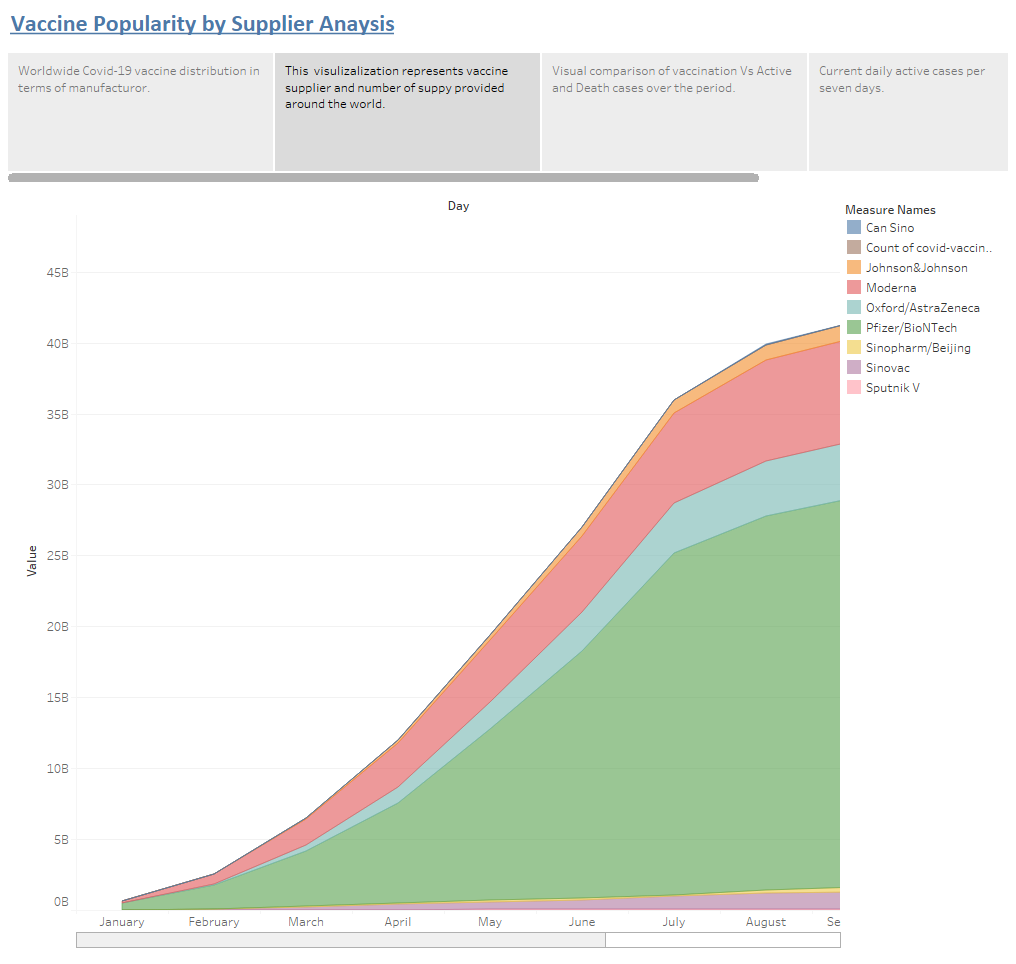 Vaccine Popularity by Supplier Anaysis
Worldwide Covid-19 vaccine distribution in
terms of manufacturor.
This  visulizalization represents vaccine
supplier and number of suppy provided
around the world.
Visual comparison of vaccination Vs Active
and Death cases over the period.
Current daily active cases per
seven days.
Day
Measure Names
Can Sino
Count of covid-vaccin..
Johnson&Johnson
Moderna
Oxford/AstraZeneca
Pfizer/BioNTech
Sinopharm/Beijing
Sinovac
Sputnik V
45B
40B
35B
30B
25B
20B
15B
10B
5B
0B
Value
January
February
March
April
May
June
July
August
Se